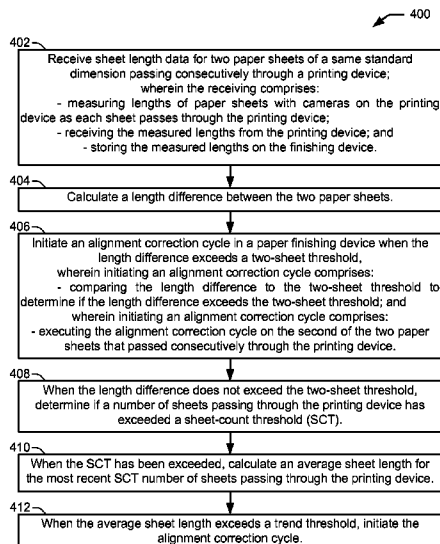 400
402
Receive sheet length data for two paper sheets of a same standard
dimension passing consecutively through a printing device;
wherein the receiving comprises:
- measuring lengths of paper sheets with cameras on the printing
device as each sheet passes through the printing device;
- receiving the measured lengths from the printing device; and
- storing the measured lengths on the finishing device.
404
Calculate a length difference between the two paper sheets.
406
Initiate an alignment correction cycle in a paper finishing device when the
length difference exceeds a two-sheet threshold,
wherein initiating an alignment correction cycle comprises:
- comparing the length difference to the two-sheet threshold to
determine if the length difference exceeds the two-sheet threshold; and
wherein initiating an alignment correction cycle comprises:
- executing the alignment correction cycle on the second of the two paper
sheets that passed consecutively through the printing device.
408
When the length difference does not exceed the two-sheet threshold,
determine if a number of sheets passing through the printing device has
exceeded a sheet-count threshold (SCT).
410
When the SCT has been exceeded, calculate an average sheet length for
the most recent SCT number of sheets passing through the printing device.
412
When the average sheet length exceeds a trend threshold, initiate the
alignment correction cycle.